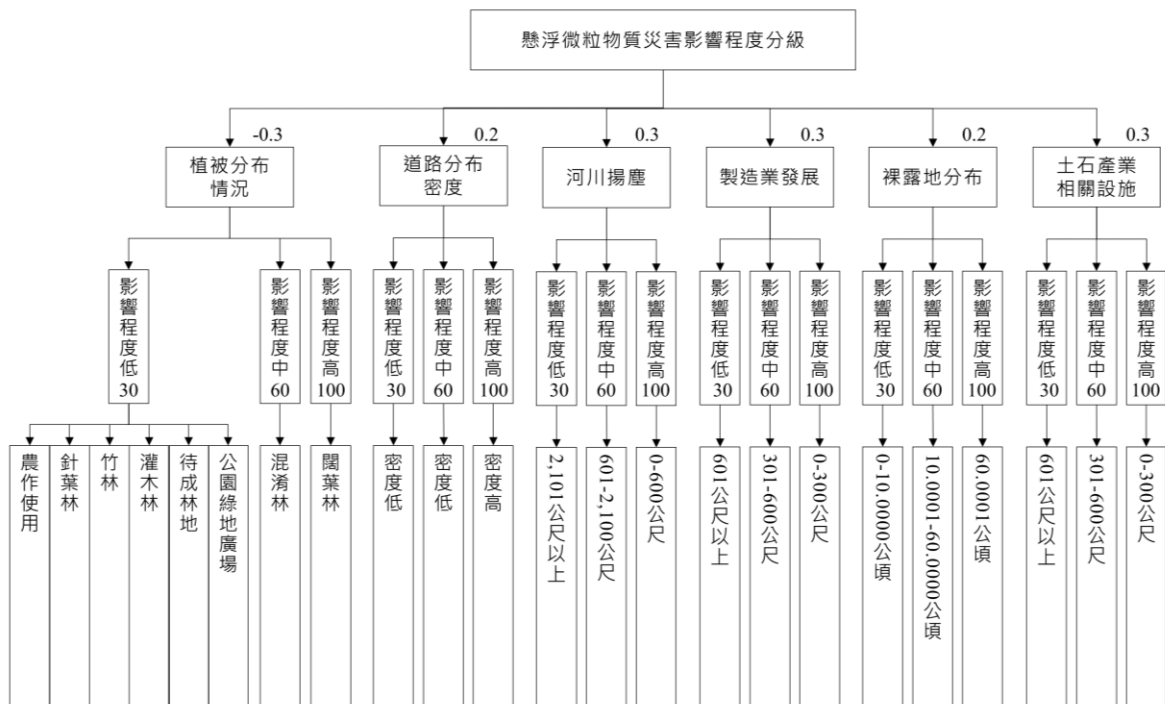 懸浮微粒物質災害影響程度分級
-0.3
0.2
0.3
0.3
0.2
0.3
植被分布
情況
道路分布
密度
河川揚塵
製造業發展
裸露地分布
土石產業
相關設施
影響程度低30
影響程度中60
影響程度高100
影響程度低30
影響程度中60
影響程度高100
影響程度低30
影響程度中60
影響程度高100
影響程度低30
影響程度中60
影響程度高100
影響程度低30
影響程度中60
影響程度高100
影響程度低30
影響程度中60
影響程度高100
農作使用
針葉林
竹林
灌木林
待成林地
公園綠地廣場
混淆林
闊葉林
密度低
密度低
密度高
2,101公尺以上
601-2,100公尺
0-600公尺
601公尺以上
301-600公尺
0-300公尺
0-10.0000公頃
10.0001-60.0000公頃
60.0001公頃
601公尺以上
301-600公尺
0-300公尺